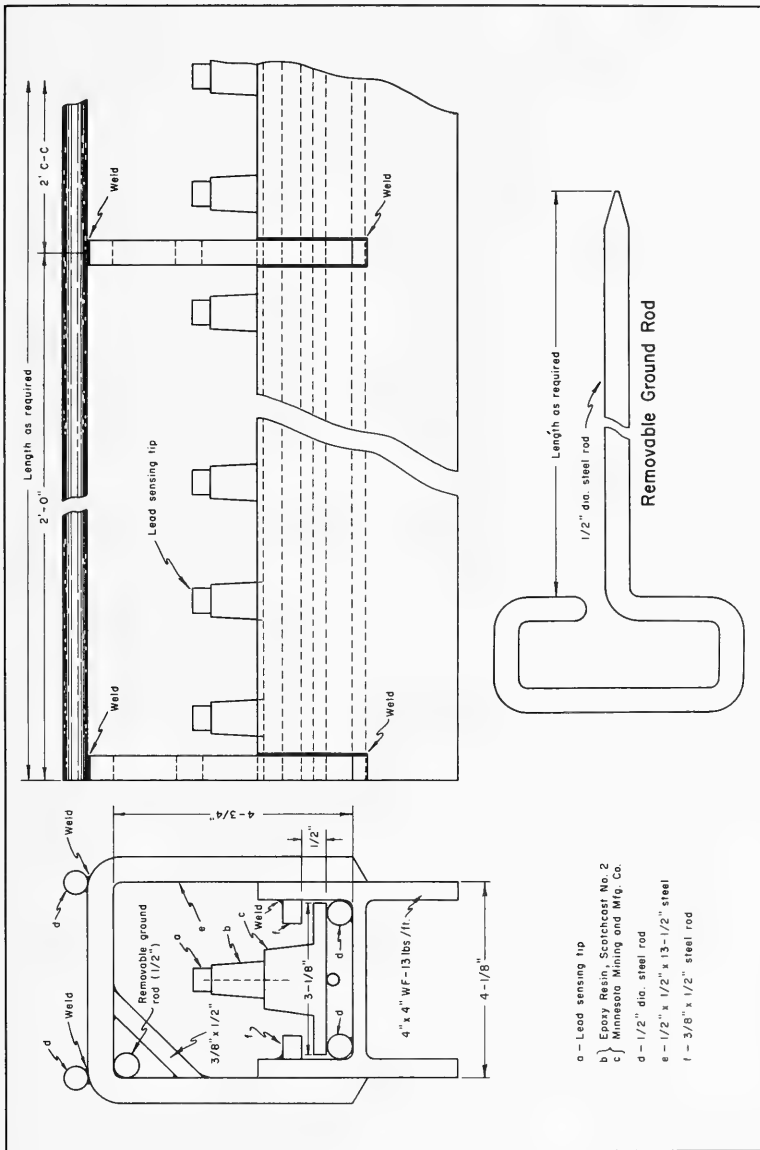 Length as required
2'-0"
2' C-C
Weld
Weld
Lead sensing tip
Weld
Weld
Length as required
1/2" dia. steel rod
Removable Ground Rod
d
Weld
d
Weld
Removable ground
rod (1/2")
3/8" x 1/2"
a
b
c
e
f
Weld
f
3-1/8"
d
d
4-3/4"
1/2"
4" x 4" WF-13 lbs/ft.
4-1/8"
a - Lead sensing tip
b } Epoxy Resin, Scotchcast No. 2
c } Minnesota Mining and Mfg. Co.
d - 1/2" dia. steel rod
e - 1/2" x 1/2" x 13-1/2" steel
f - 3/8" x 1/2" steel rod